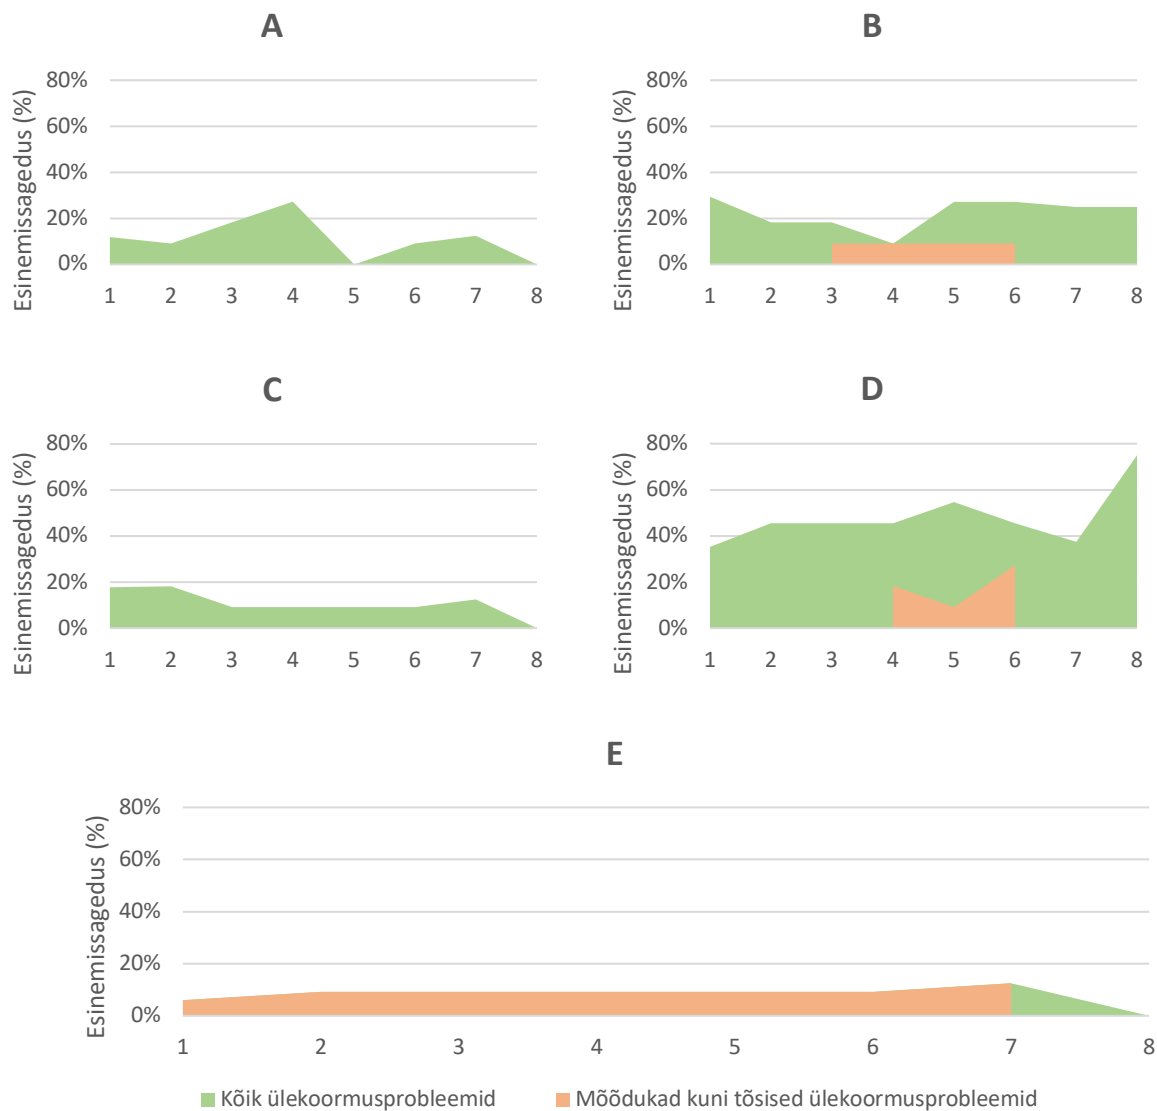 A
Esinemissagedus (%)
80%
60%
40%
20%
0%
1 2 3 4 5 6 7 8
B
Esinemissagedus (%)
80%
60%
40%
20%
0%
1 2 3 4 5 6 7 8
C
Esinemissagedus (%)
80%
60%
40%
20%
0%
1 2 3 4 5 6 7 8
D
Esinemissagedus (%)
80%
60%
40%
20%
0%
1 2 3 4 5 6 7 8
E
Esinemissagedus (%)
80%
60%
40%
20%
0%
1 2 3 4 5 6 7 8
Kõik ülekoormusprobleemid
Mõõdukad kuni tõsised ülekoormusprobleemid